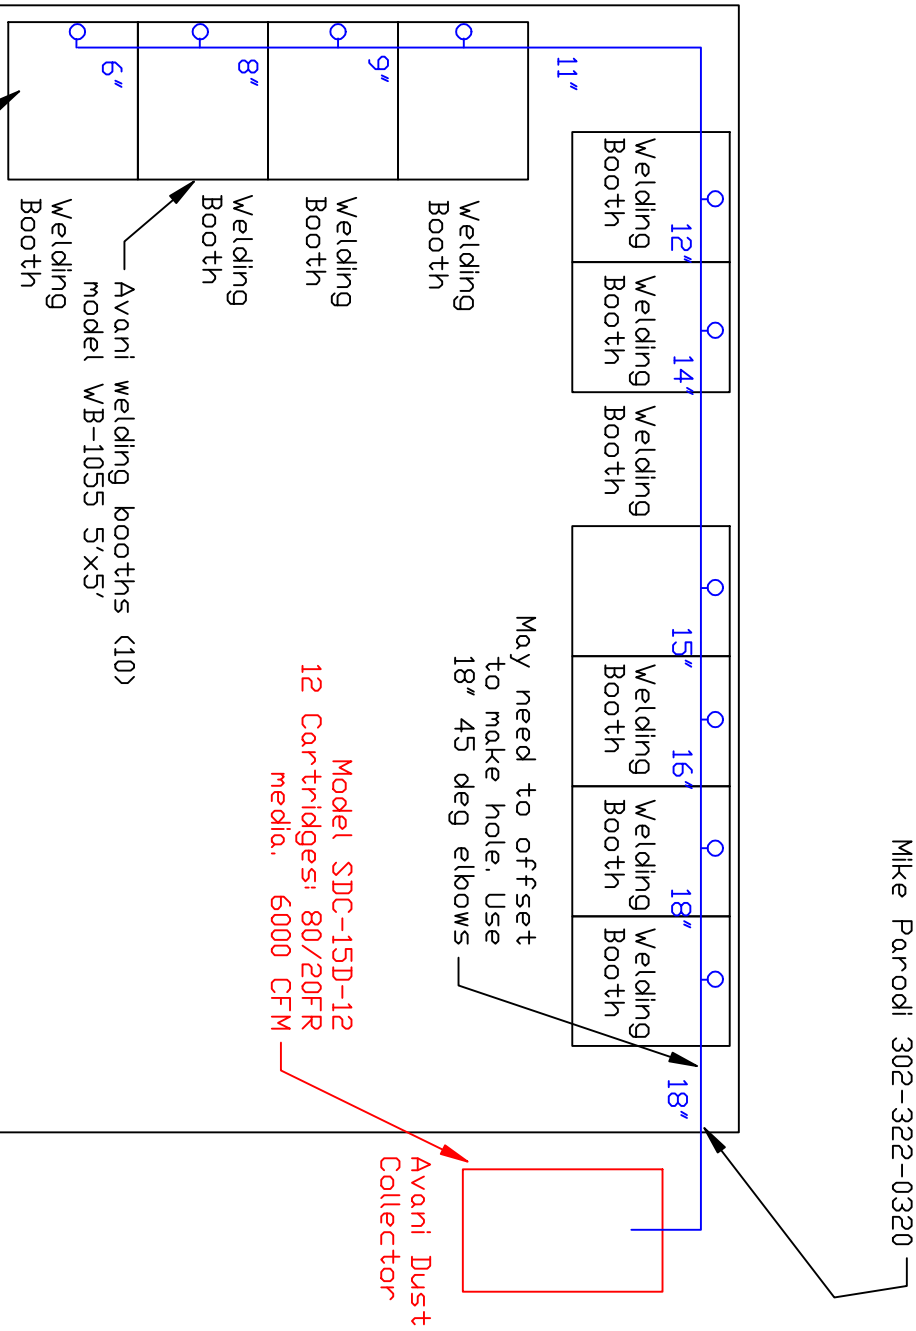 Mike Parodi 302-322-0320
6"
8"
9"
11"
12"
14"
15"
16"
18"
18"
Welding
Booth
Welding
Booth
Welding
Booth
Welding
Booth
Welding
Booth
Welding
Booth
Welding
Booth
Welding
Booth
Welding
Booth
Welding
Booth
May need to offset
to make hole. Use
18" 45 deg elbows
Avani welding booths (10)
model WB-1055 5'x5'
Model SDC-15D-12
12 Cartridges: 80/20FR
media. 6000 CFM
Avani Dust
Collector